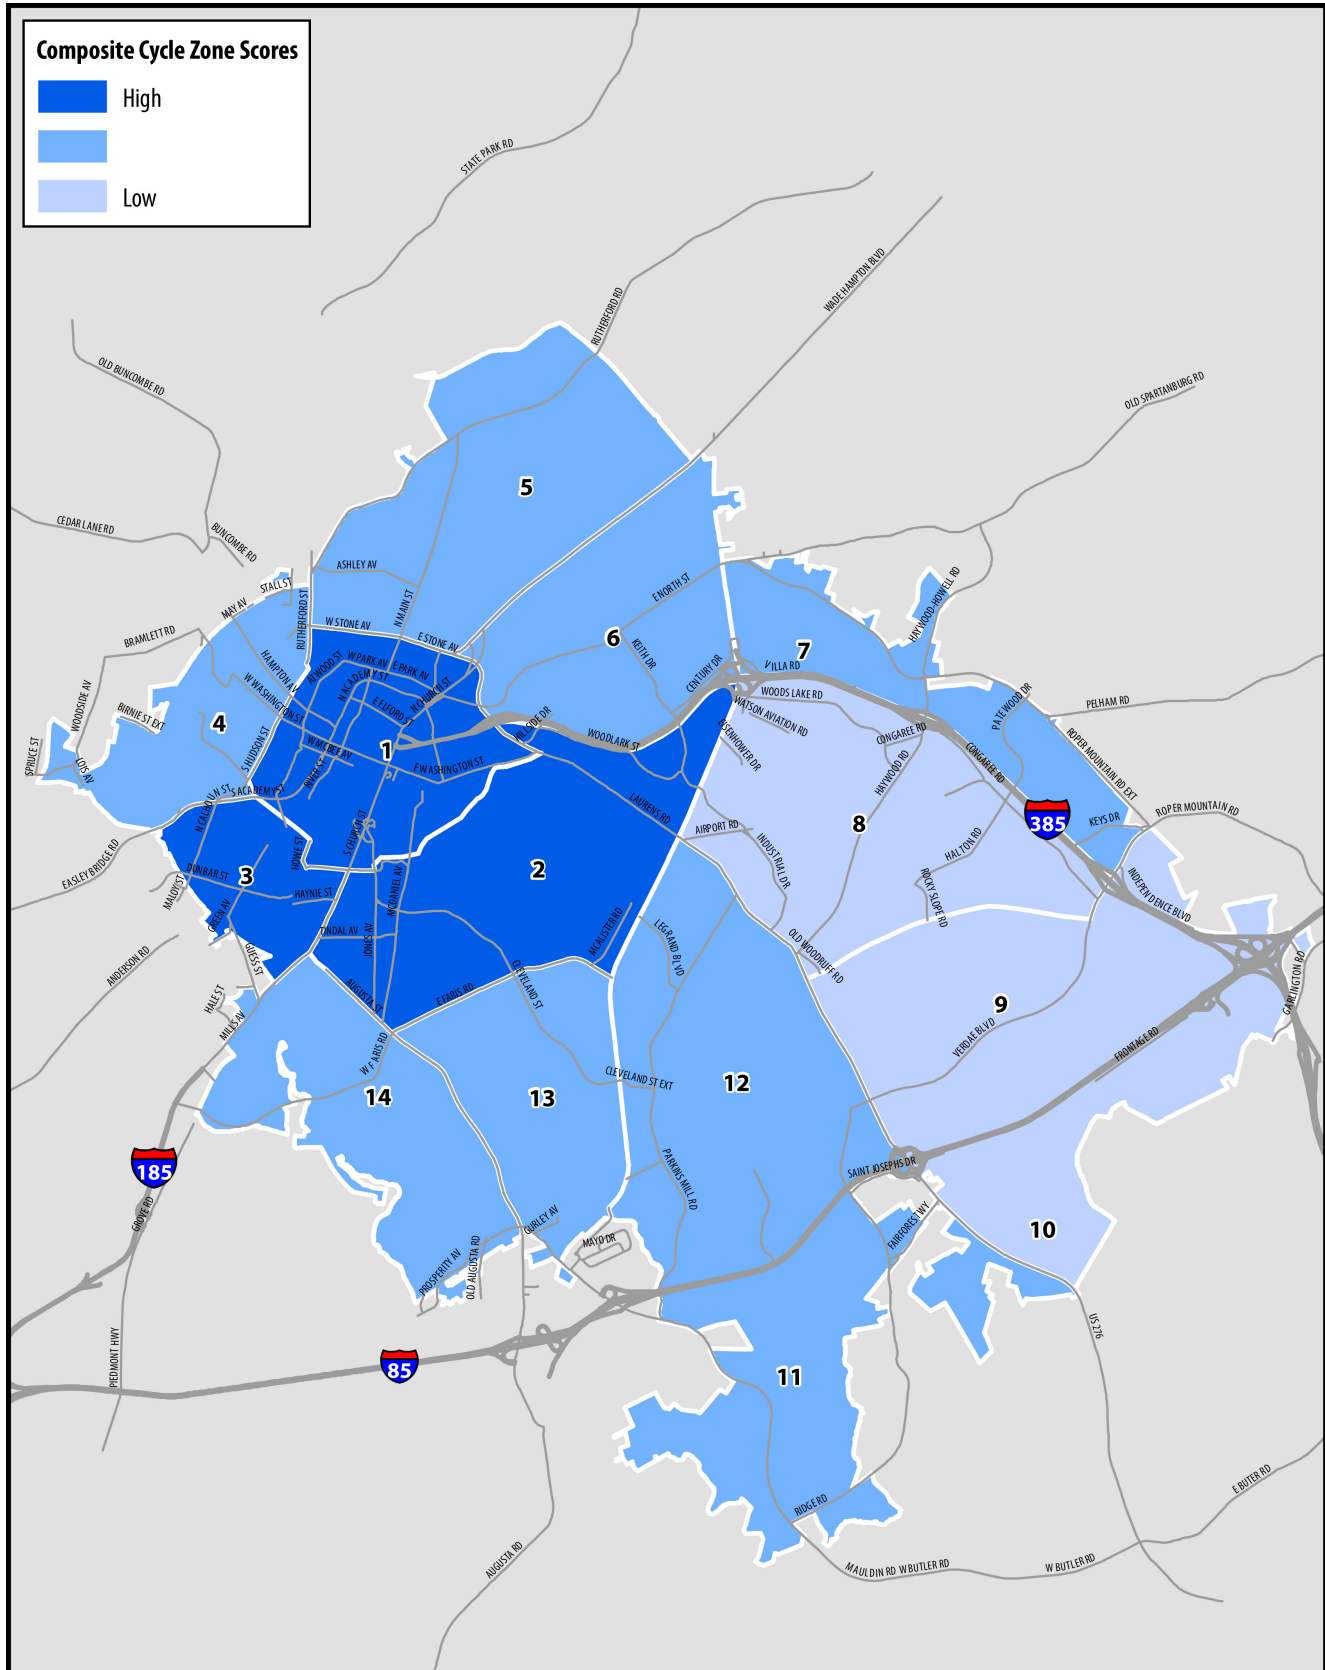 Composite Cycle Zone Scores
High
Low
STATE PARK RD
RUTHERFORD RD
WADE HAMPTON BLVD
OLD BUNCOMBE RD
OLD SPARTANBURG RD
5
CEDAR LANE RD
BUNCOMBE RD
ASHLEY AV
STALL ST
N MAIN ST
E NORTH ST
HAYWOOD-HOWELL RD
MAY AV
RUTHERFORD ST
W STONE AV
E STONE AV
BRAMLETT RD
6
7
KEITH DR
HAMPTON AV
ATWOOD ST
W PARK AV
E PARK AV
CENTURY DR
VILLA RD
N ACADEMY ST
W WASHINGTON ST
N CHURCH ST
WOODS LAKE RD
WOODSIDE AV
E ELFORD ST
PATEWOOD DR
PELHAM RD
BIRNIE ST EXT
4
HILLSIDE DR
WATSON AVIATION RD
WOODLARK ST
EISENHOWER DR
CONGAREE RD
ROPER MOUNTAIN RD EXT
S HUDSON ST
W MCBEE AV
1
SPRUCE ST
LOIS AV
E WASHINGTON ST
RIVER ST
HAYWOOD RD
CONGAREE RD
N CALHOUN ST
S ACADEMY ST
LAURENS RD
8
385
KEYS DR
ROPER MOUNTAIN RD
AIRPORT RD
S CHURCH ST
HOWE ST
INDUSTRIAL DR
HALTON RD
EASLEY BRIDGE RD
DUNBAR ST
3
2
MALOY ST
HAYNIE ST
MCDANIEL AV
ROCKY SLOPE RD
INDEPENDENCE BLVD
GREEN AV
MCALISTER RD
TINDAL AV
JONES AV
LEGRAND BLVD
OLD WOODRUFF RD
ANDERSON RD
GUESS ST
CLEVELAND ST
GARLINGTON RD
AUGUSTA ST
E FARIS RD
HALE ST
9
MILLS AV
VERDAE BLVD
FRONTAGE RD
W FARIS RD
CLEVELAND ST EXT
12
14
13
185
PARKINS MILL RD
SAINT JOSEPHS DR
GROVE RD
GURLEY AV
FAIRFOREST WY
10
MAYO DR
OLD AUGUSTA RD
PROSPERITY AV
US 276
PIEDMONT HWY
85
11
RIDGE RD
E BUTER RD
AUGUSTA RD
MAULDIN RD W BUTLER RD
W BUTLER RD